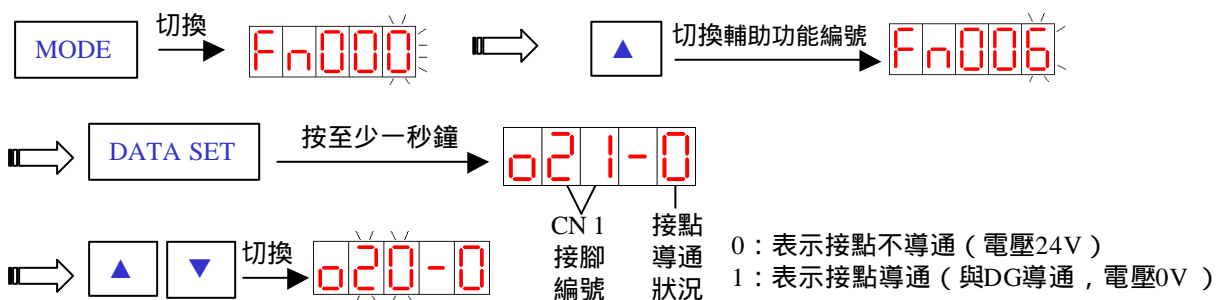 MODE 切換 Fn000 ▲ 切換輔助功能編號 Fn006
DATA SET 按至少一秒鐘 o21-0
CN 1
接腳
編號
接點
導通
狀況
0：表示接點不導通（電壓24V）
1：表示接點導通（與DG導通，電壓0V ）
▲ ▼ 切換 o20-0